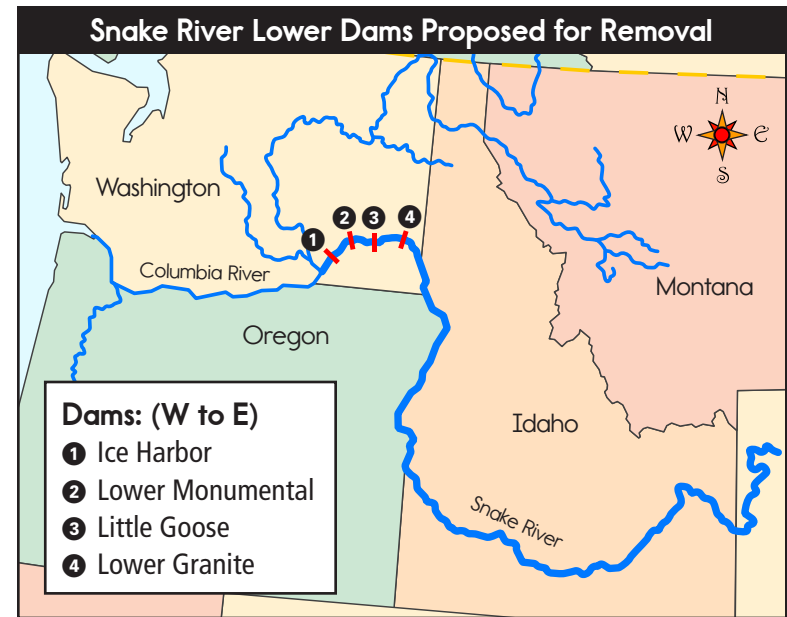 Snake River Lower Dams Proposed for Removal
N
W E
S
Washington
2 3 4
1
Columbia River
Montana
Oregon
Idaho
Snake River
Dams: (W to E)
1 Ice Harbor
2 Lower Monumental
3 Little Goose
4 Lower Granite